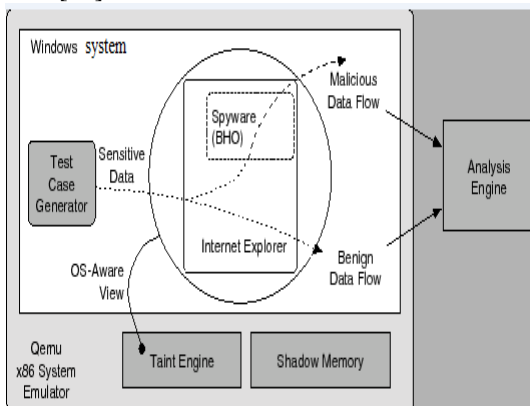 Windows system
Malicious
Data Flow
Spyware
(BHO)
Test
Case
Generator
Sensitive
Data
Analysis
Engine
Internet Explorer
Benign
Data Flow
OS-Aware
View
Qemu
x86 System
Emulator
Taint Engine
Shadow Memory